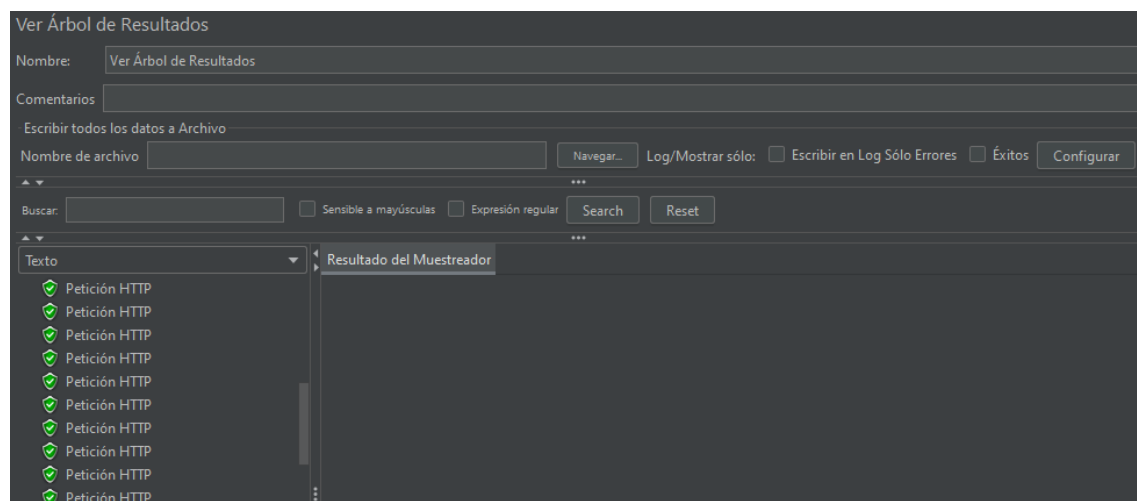 Ver Árbol de Resultados
Nombre: Ver Árbol de Resultados
Comentarios
Escribir todos los datos a Archivo
Nombre de archivo Navegar... Log/Mostrar sólo: Escribir en Log Sólo Errores Éxitos Configurar
Buscar: Sensible a mayúsculas Expresión regular Search Reset
Texto Resultado del Muestreador
Petición HTTP
Petición HTTP
Petición HTTP
Petición HTTP
Petición HTTP
Petición HTTP
Petición HTTP
Petición HTTP
Petición HTTP
Petición HTTP